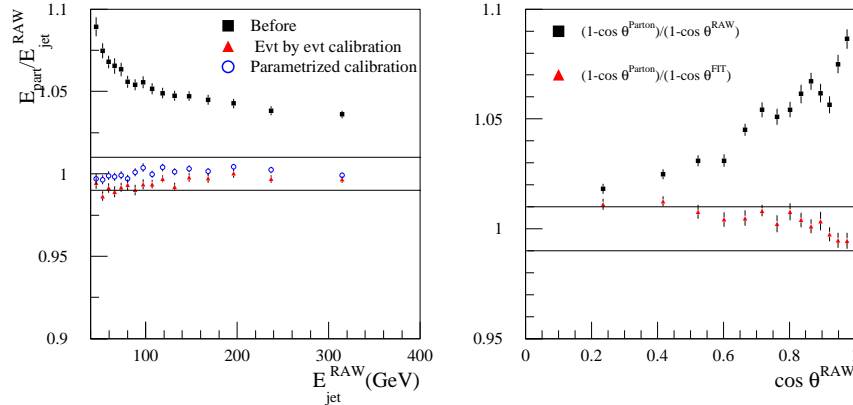 E_part/E_jet^RAW
1.1
1.05
1
0.95
0.9
Before
Evt by evt calibration
Parametrized calibration
100
200
300
400
E_jet^RAW(GeV)
1.1
1.05
1
0.95
(1-cos θ^Parton)/(1-cos θ^RAW)
(1-cos θ^Parton)/(1-cos θ^FIT)
0
0.2
0.4
0.6
0.8
1
cos θ^RAW